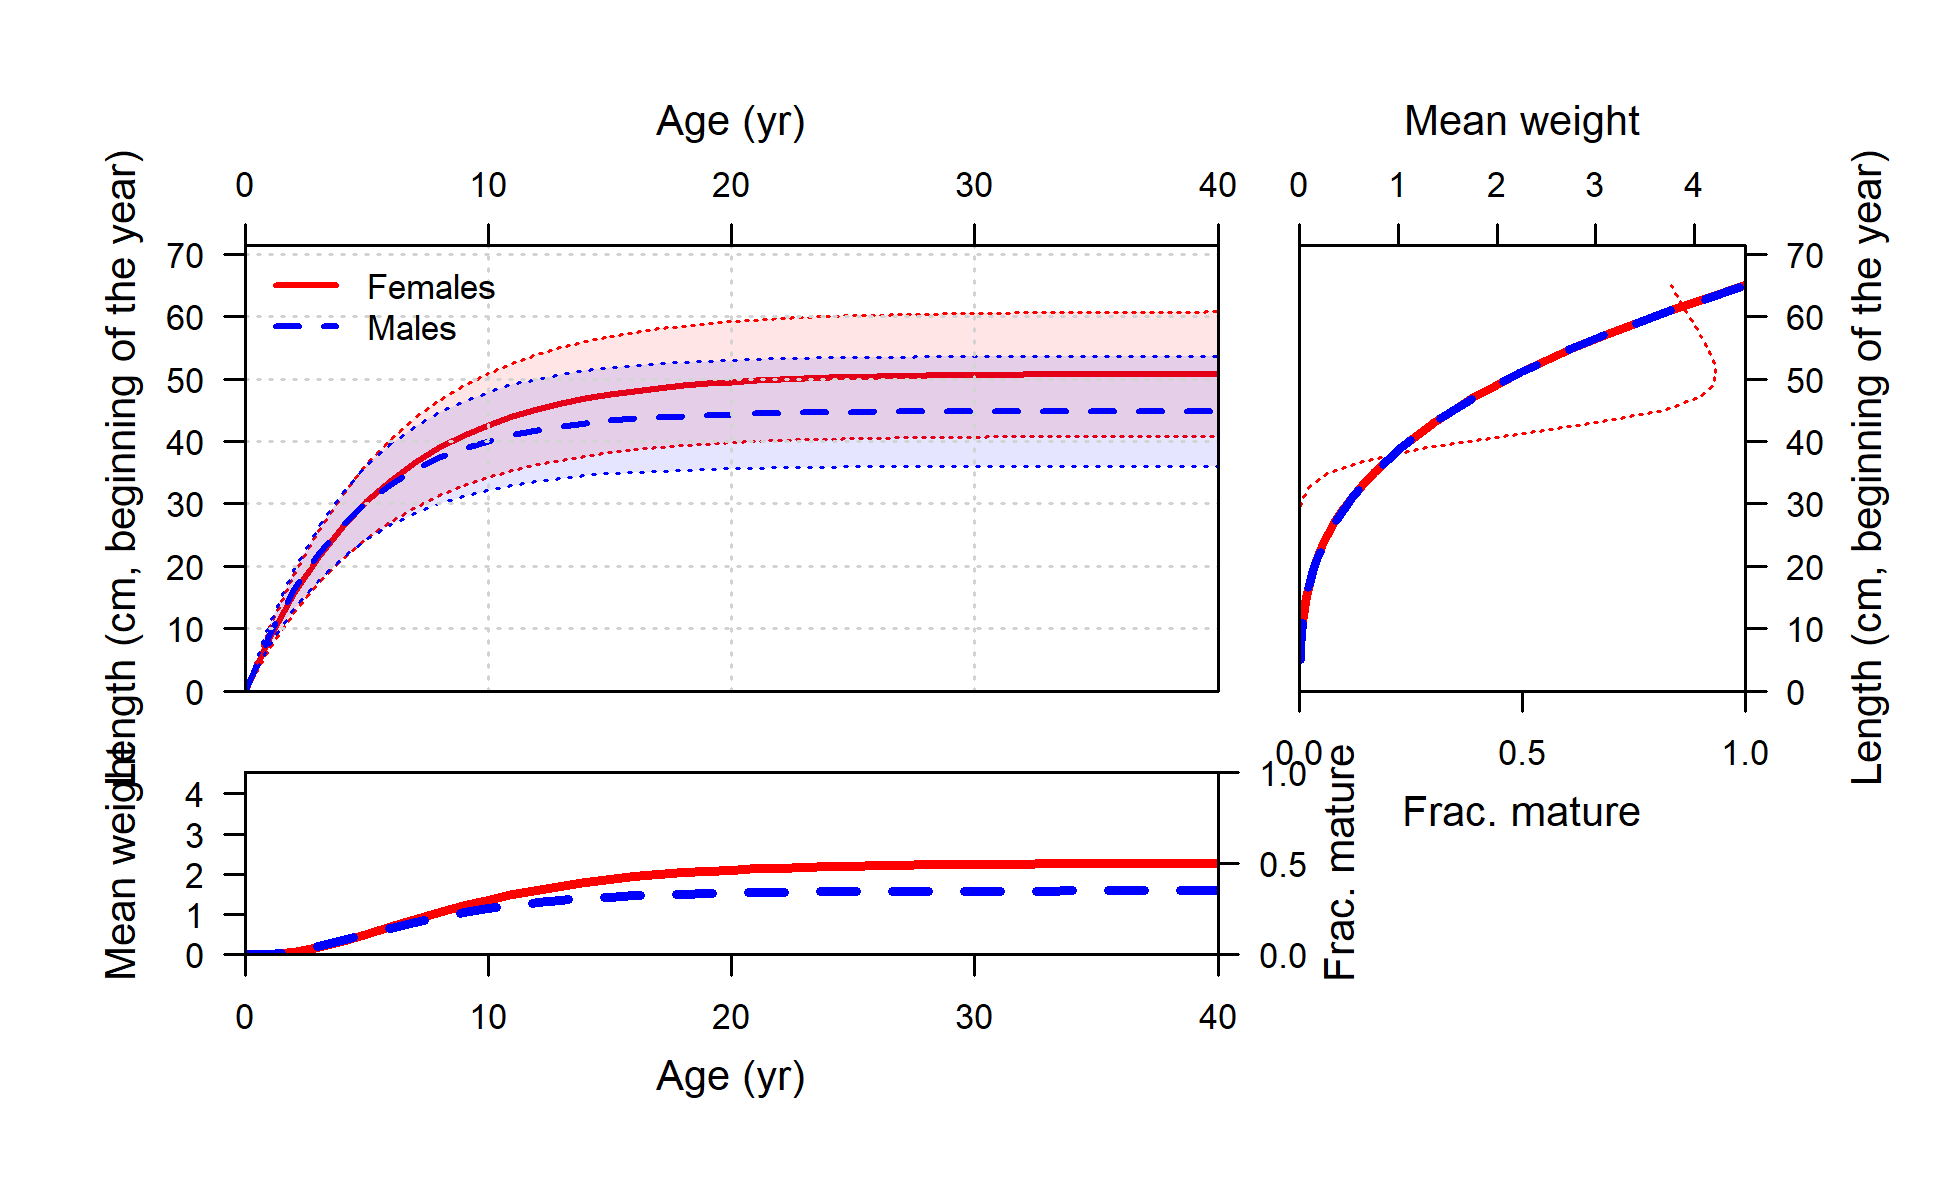 Age (yr)
Mean weight
0 10 20 30 40
0 1 2 3 4
Length (cm, beginning of the year)
70
60
50
40
30
20
10
0
Females
Males
70
60
50
40
30
20
10
0
Length (cm, beginning of the year)
0.0 0.5 1.0
Frac. mature
Mean weight
4
3
2
1
0
1.0
0.5
0.0
Frac. mature
0 10 20 30 40
Age (yr)